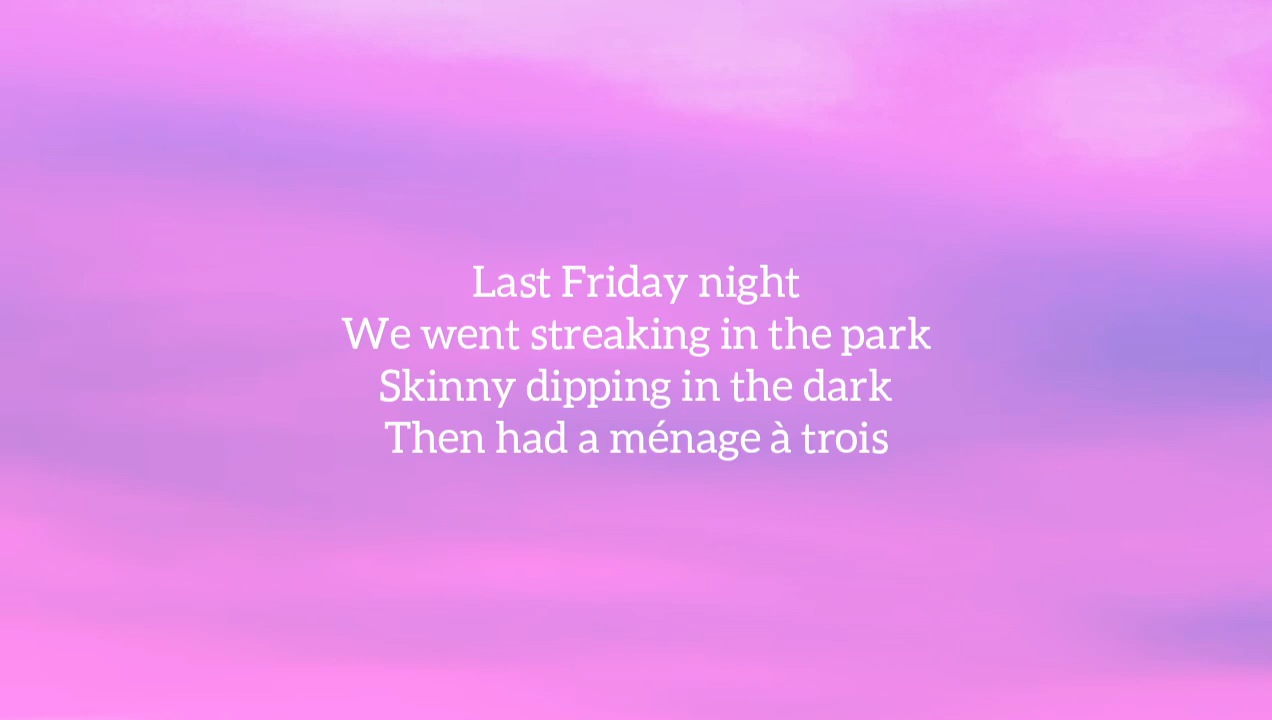 Last Friday night
We went streaking in the park
Skinny dipping in the dark
Then had a ménage à trois